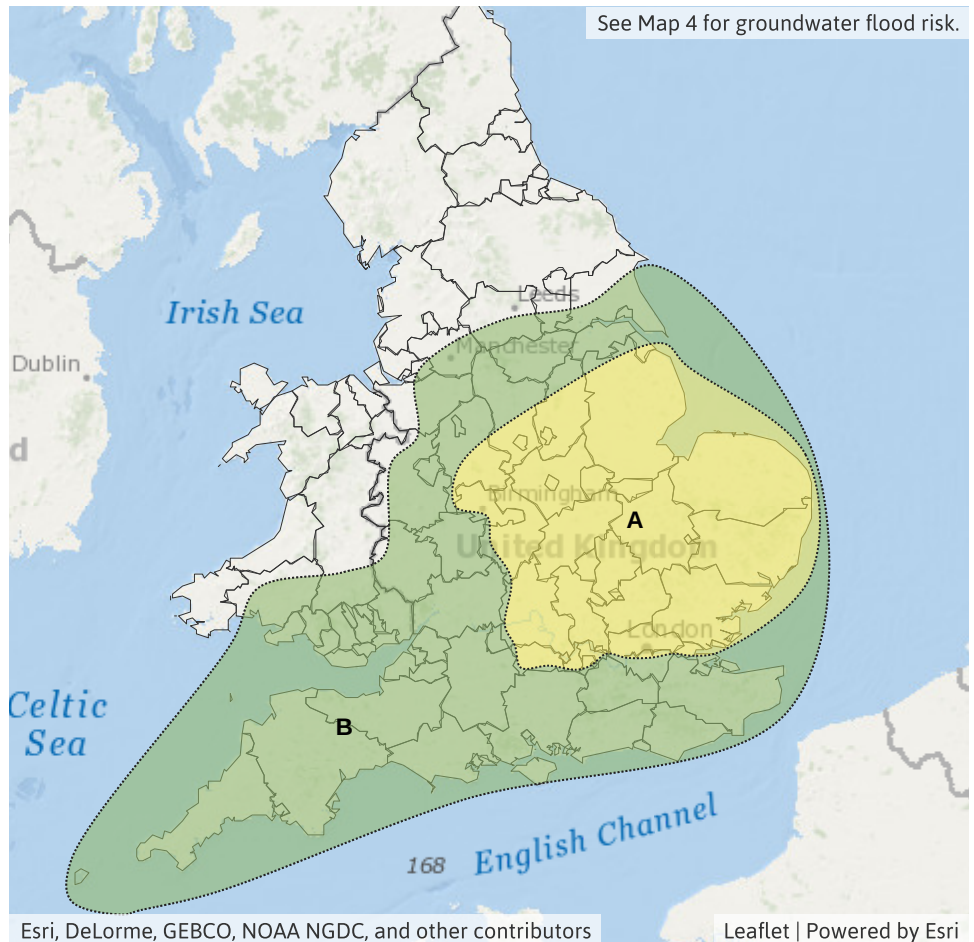 See Map 4 for groundwater flood risk.
Irish Sea
Leeds
Manchester
Dublin
d
Birmingham
A
United Kingdom
London
Celtic
Sea
B
English Channel
168
Esri, DeLorme, GEBCO, NOAA NGDC, and other contributors
Leaflet | Powered by Esri